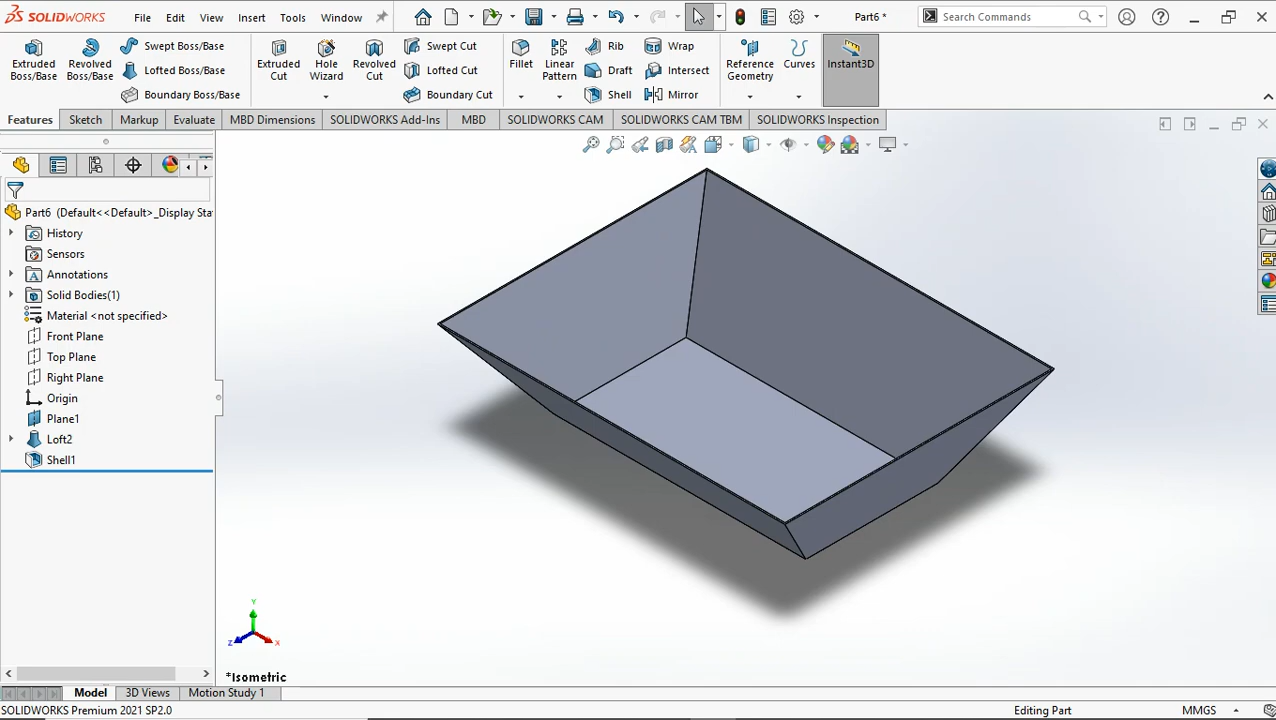 SOLIDWORKS File Edit View Insert Tools Window Part6 * Search Commands
Extruded Boss/Base
Revolved Boss/Base
Swept Boss/Base
Lofted Boss/Base
Boundary Boss/Base
Extruded Cut
Hole Wizard
Revolved Cut
Swept Cut
Lofted Cut
Boundary Cut
Fillet
Linear Pattern
Rib
Draft
Shell
Wrap
Intersect
Mirror
Reference Geometry
Curves
Instant3D
Features Sketch Markup Evaluate MBD Dimensions SOLIDWORKS Add-Ins MBD SOLIDWORKS CAM SOLIDWORKS CAM TBM SOLIDWORKS Inspection
Part6 (Default<<Default>_Display Sta
History
Sensors
Annotations
Solid Bodies(1)
Material <not specified>
Front Plane
Top Plane
Right Plane
Origin
Plane1
Loft2
Shell1
Y
Z
X
*Isometric
Model 3D Views Motion Study 1
SOLIDWORKS Premium 2021 SP2.0 Editing Part MMGS